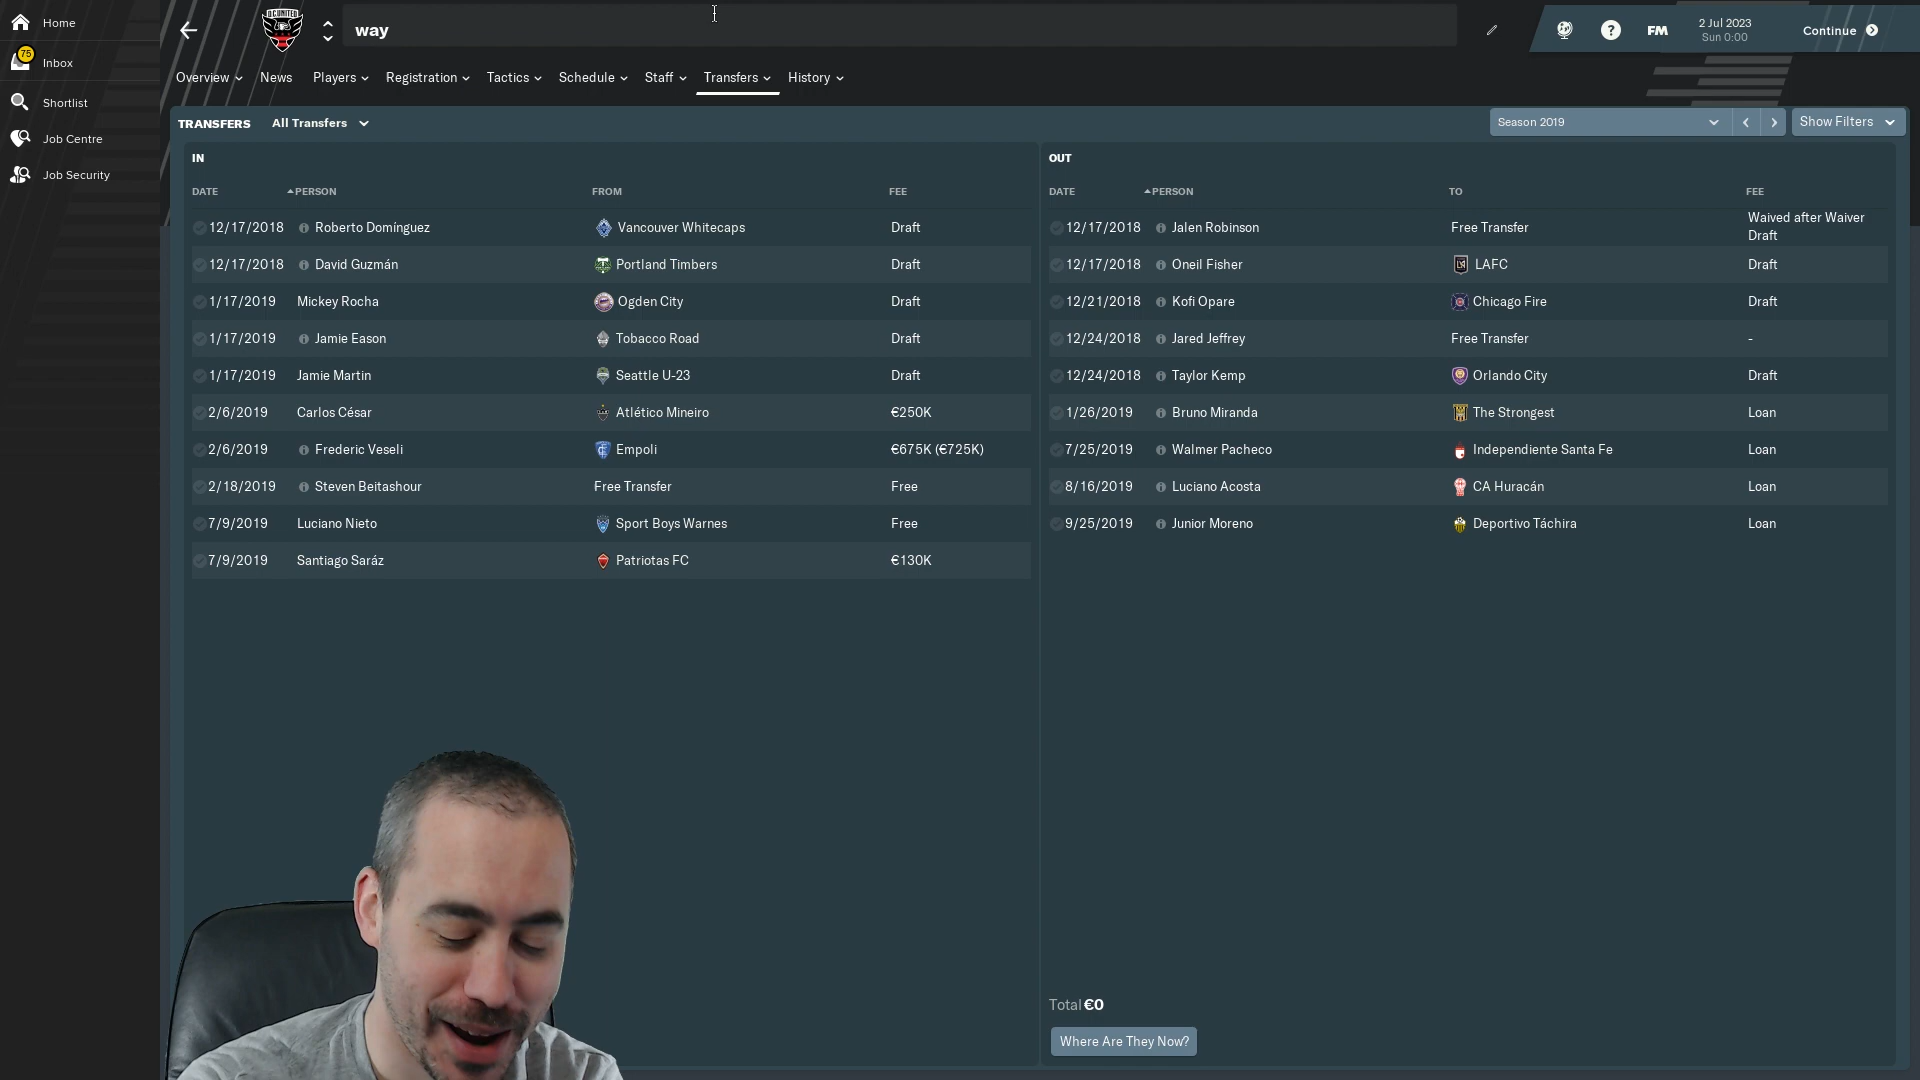 Home
75
Inbox
Shortlist
Job Centre
Job Security
D.C. UNITED
way
FM
2 Jul 2023
Sun 0:00
Continue
Overview
News
Players
Registration
Tactics
Schedule
Staff
Transfers
History
TRANSFERS
All Transfers
Season 2019
Show Filters
IN
DATE PERSON FROM FEE
12/17/2018 Roberto Domínguez Vancouver Whitecaps Draft
12/17/2018 David Guzmán Portland Timbers Draft
1/17/2019 Mickey Rocha Ogden City Draft
1/17/2019 Jamie Eason Tobacco Road Draft
1/17/2019 Jamie Martin Seattle U-23 Draft
2/6/2019 Carlos César Atlético Mineiro €250K
2/6/2019 Frederic Veseli Empoli €675K (€725K)
2/18/2019 Steven Beitashour Free Transfer Free
7/9/2019 Luciano Nieto Sport Boys Warnes Free
7/9/2019 Santiago Saráz Patriotas FC €130K
OUT
DATE PERSON TO FEE
12/17/2018 Jalen Robinson Free Transfer Waived after Waiver
Draft
12/17/2018 Oneil Fisher LAFC Draft
12/21/2018 Kofi Opare Chicago Fire Draft
12/24/2018 Jared Jeffrey Free Transfer -
12/24/2018 Taylor Kemp Orlando City Draft
1/26/2019 Bruno Miranda The Strongest Loan
7/25/2019 Walmer Pacheco Independiente Santa Fe Loan
8/16/2019 Luciano Acosta CA Huracán Loan
9/25/2019 Junior Moreno Deportivo Táchira Loan
Total €0
Where Are They Now?